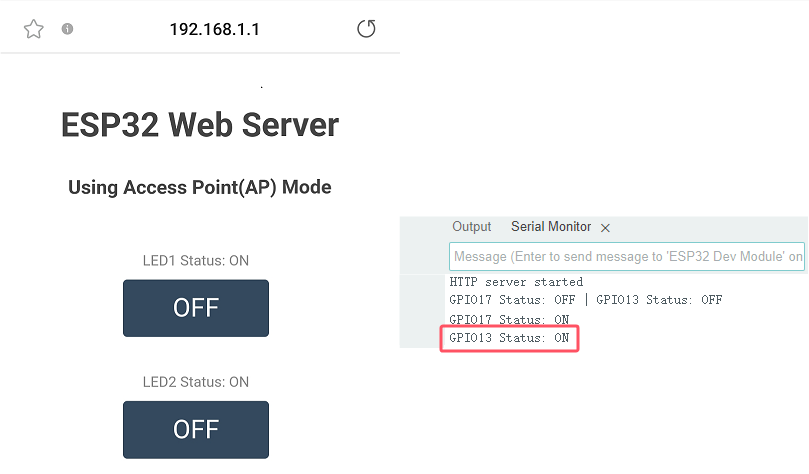 192.168.1.1
ESP32 Web Server
Using Access Point(AP) Mode
LED1 Status: ON
OFF
LED2 Status: ON
OFF
Output Serial Monitor
Message (Enter to send message to 'ESP32 Dev Module' on
HTTP server started
GPIO17 Status: OFF | GPIO13 Status: OFF
GPIO17 Status: ON
GPIO13 Status: ON